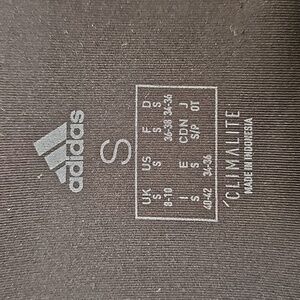 adidas
S
UK US F D
S S S S
8-10 36-38 34-36
I E CDN J
S S S/P OT
40-42 34-36
CLIMALITE
MADE IN INDONESIA